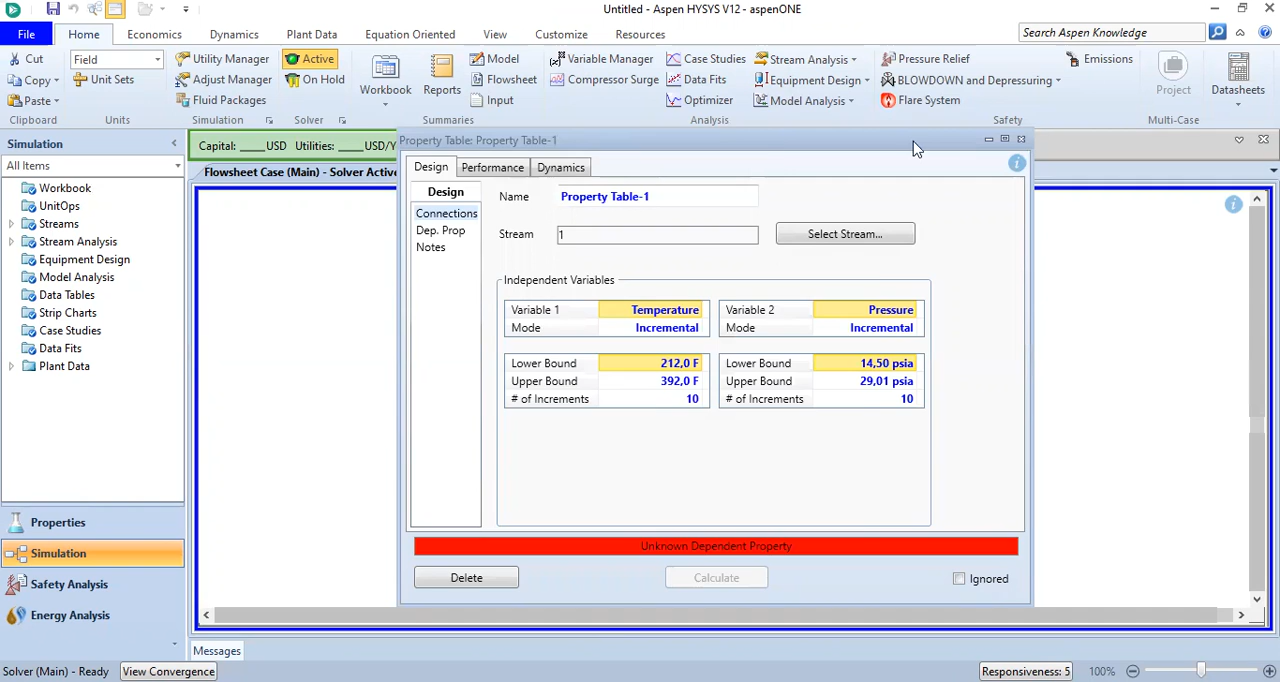 Untitled - Aspen HYSYS V12 - aspenONE
File Home Economics Dynamics Plant Data Equation Oriented View Customize Resources Search Aspen Knowledge
Cut Field Utility Manager Active Model Variable Manager Case Studies Stream Analysis Pressure Relief Emissions
Copy Unit Sets Adjust Manager On Hold Flowsheet Compressor Surge Data Fits Equipment Design BLOWDOWN and Depressuring
Paste Fluid Packages Workbook Reports Input Optimizer Model Analysis Flare System Project Datasheets
Clipboard Units Simulation Solver Summaries Analysis Safety Multi-Case
Simulation
All Items
Workbook
UnitOps
Streams
Stream Analysis
Equipment Design
Model Analysis
Data Tables
Strip Charts
Case Studies
Data Fits
Plant Data
Properties
Simulation
Safety Analysis
Energy Analysis
Capital: ____USD Utilities: ____USD/Y
Flowsheet Case (Main) - Solver Active
Property Table: Property Table-1
Design Performance Dynamics
Design
Connections
Dep. Prop
Notes
Name Property Table-1
Stream 1 Select Stream...
Independent Variables
Variable 1 Temperature Variable 2 Pressure
Mode Incremental Mode Incremental
Lower Bound 212,0 F Lower Bound 14,50 psia
Upper Bound 392,0 F Upper Bound 29,01 psia
# of Increments 10 # of Increments 10
Unknown Dependent Property
Delete Calculate Ignored
Messages
Solver (Main) - Ready View Convergence Responsiveness: 5 100%